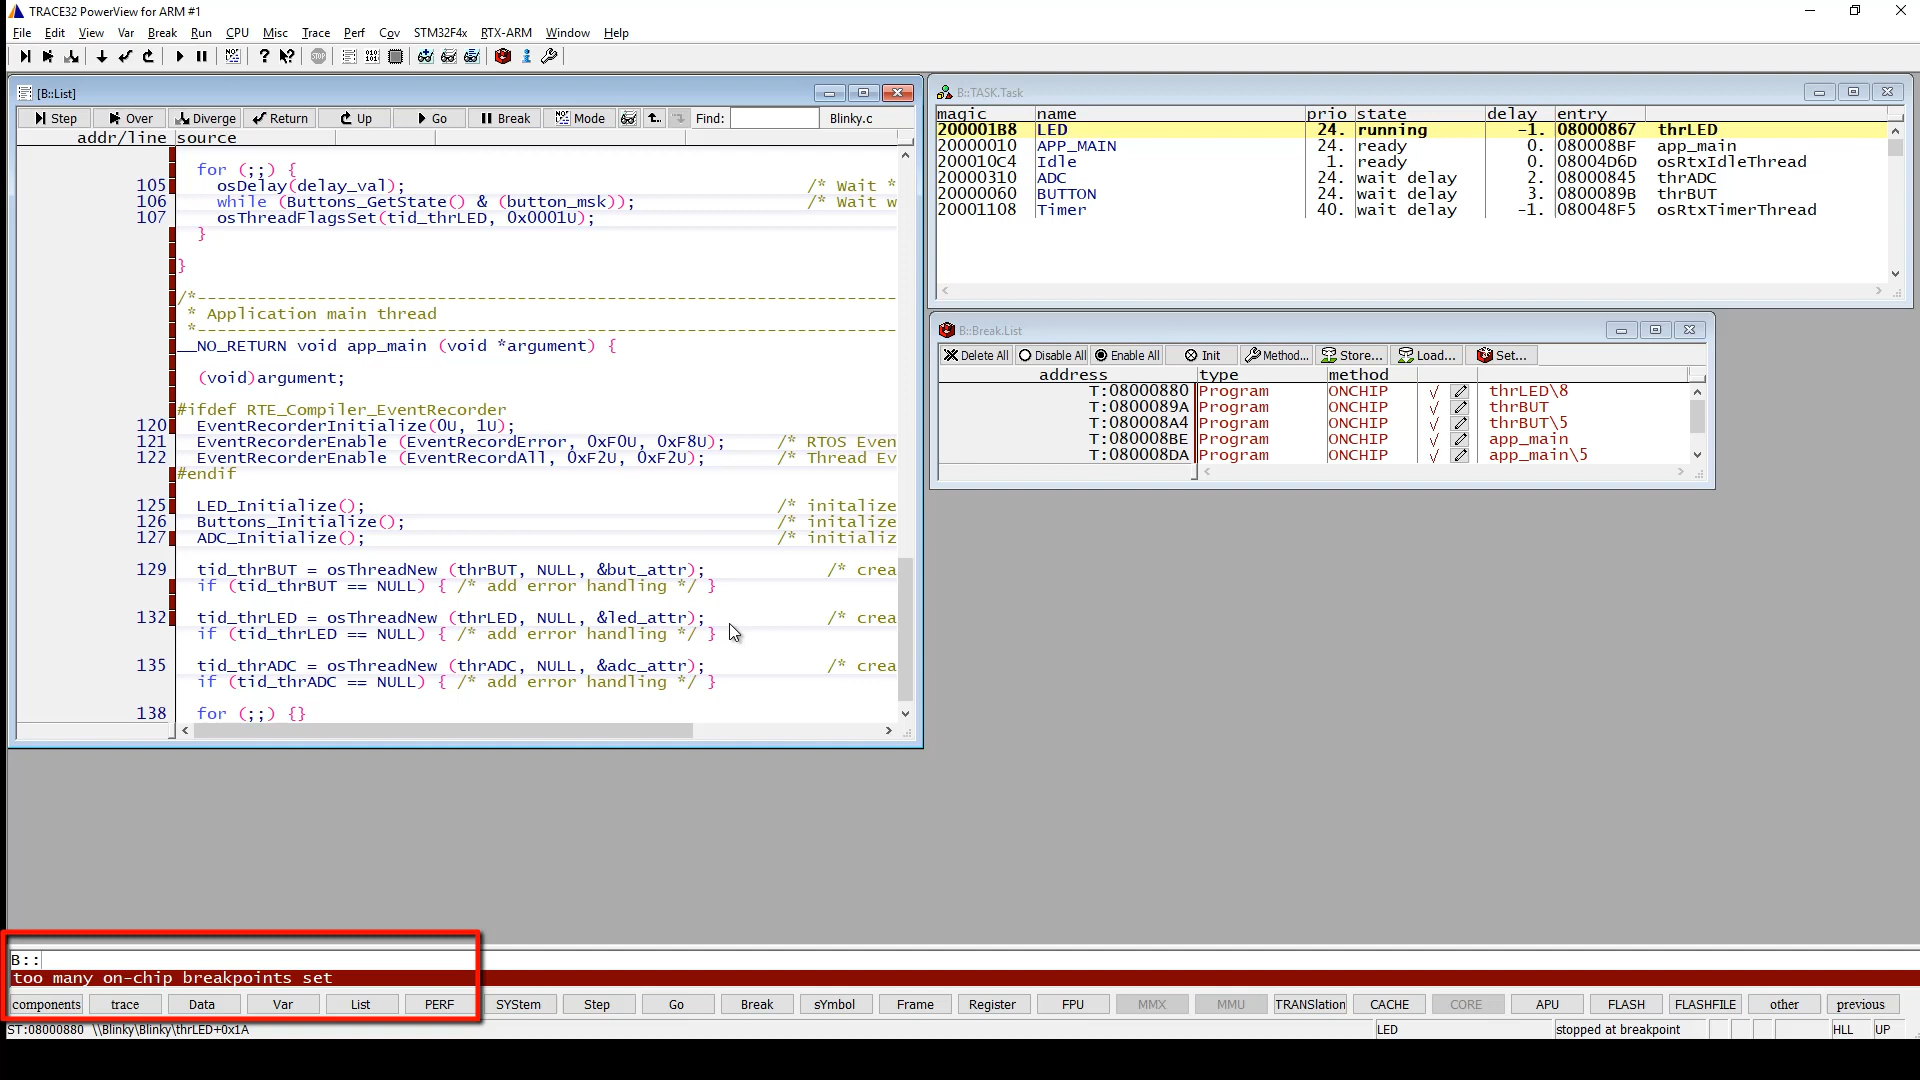 TRACE32 PowerView for ARM #1
File Edit View Var Break Run CPU Misc Trace Perf Cov STM32F4x RTX-ARM Window Help
[B::List]
Step Over Diverge Return Up Go Break Mode Find: Blinky.c
addr/line source
for (;;) {
105 osDelay(delay_val); /* Wait *
106 while (Buttons_GetState() & (button_msk)); /* Wait w
107 osThreadFlagsSet(tid_thrLED, 0x0001U);
}
}
/*-----------------------------------------------------------------------
* Application main thread
*-----------------------------------------------------------------------
__NO_RETURN void app_main (void *argument) {
(void)argument;
#ifdef RTE_Compiler_EventRecorder
120 EventRecorderInitialize(0U, 1U);
121 EventRecorderEnable (EventRecordError, 0xF0U, 0xF8U); /* RTOS Even
122 EventRecorderEnable (EventRecordAll, 0xF2U, 0xF2U); /* Thread Ev
#endif
125 LED_Initialize(); /* initalize
126 Buttons_Initialize(); /* initalize
127 ADC_Initialize(); /* initializ
129 tid_thrBUT = osThreadNew (thrBUT, NULL, &but_attr); /* crea
if (tid_thrBUT == NULL) { /* add error handling */ }
132 tid_thrLED = osThreadNew (thrLED, NULL, &led_attr); /* crea
if (tid_thrLED == NULL) { /* add error handling */ }
135 tid_thrADC = osThreadNew (thrADC, NULL, &adc_attr); /* crea
if (tid_thrADC == NULL) { /* add error handling */ }
138 for (;;) {}
B::TASK.Task
magic name prio state delay entry
200001B8 LED 24. running -1. 08000867 thrLED
20000010 APP_MAIN 24. ready 0. 080008BF app_main
200010C4 Idle 1. ready 0. 08004D6D osRtxIdleThread
20000310 ADC 24. wait delay 2. 08000845 thrADC
20000060 BUTTON 24. wait delay 3. 0800089B thrBUT
20001108 Timer 40. wait delay -1. 080048F5 osRtxTimerThread
B::Break.List
Delete All Disable All Enable All Init Method... Store... Load... Set...
address type method
T:08000880 Program ONCHIP √ thrLED\8
T:0800089A Program ONCHIP √ thrBUT
T:080008A4 Program ONCHIP √ thrBUT\5
T:080008BE Program ONCHIP √ app_main
T:080008DA Program ONCHIP √ app_main\5
B::
too many on-chip breakpoints set
components trace Data Var List PERF SYStem Step Go Break sYmbol Frame Register FPU MMX MMU TRANSlation CACHE CORE APU FLASH FLASHFILE other previous
ST:08000880 \\Blinky\Blinky\thrLED+0x1A LED stopped at breakpoint HLL UP